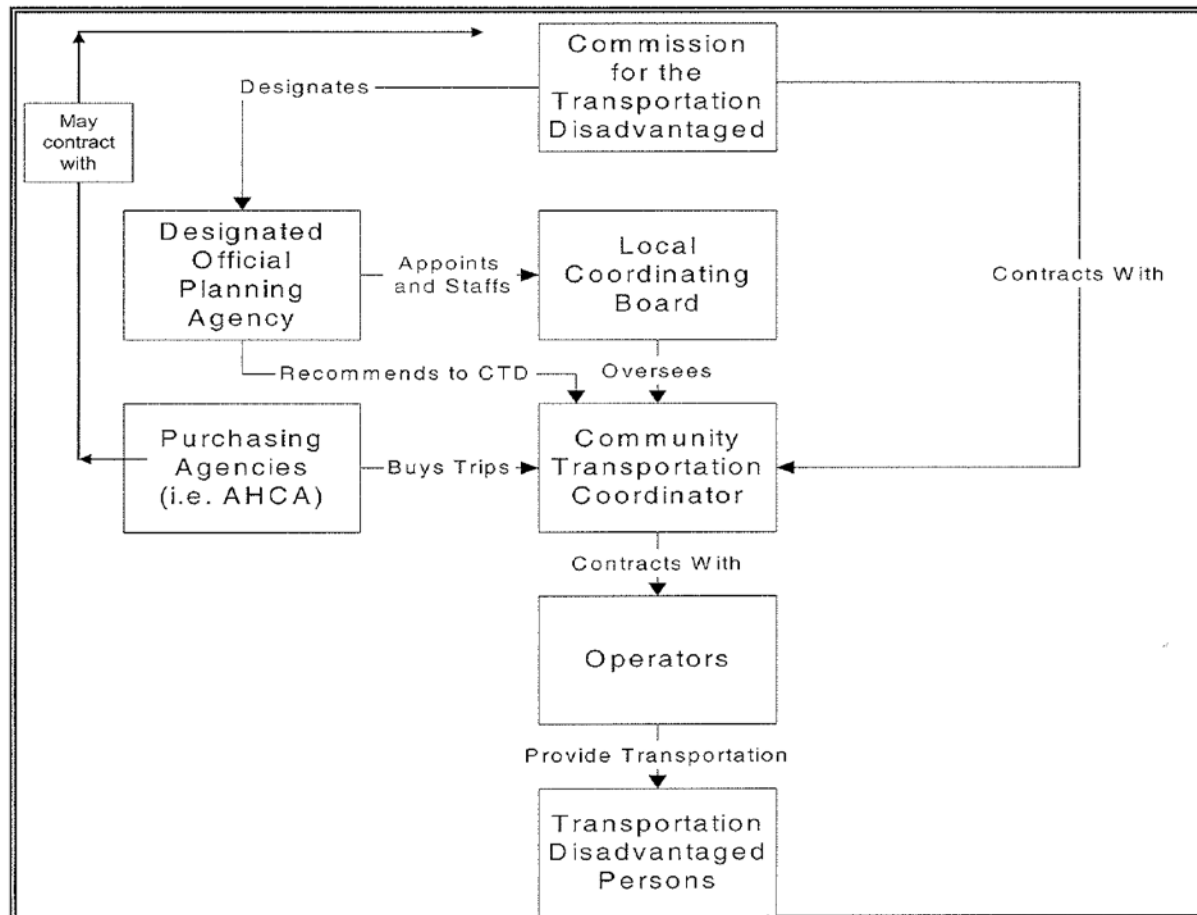 Commission
for the
Transportation
Disadvantaged
Designates
May
contract
with
Designated
Official
Planning
Agency
Appoints
and Staffs
Local
Coordinating
Board
Contracts With
Recommends to CTD
Oversees
Purchasing
Agencies
(i.e. AHCA)
Buys Trips
Community
Transportation
Coordinator
Contracts With
Operators
Provide Transportation
Transportation
Disadvantaged
Persons